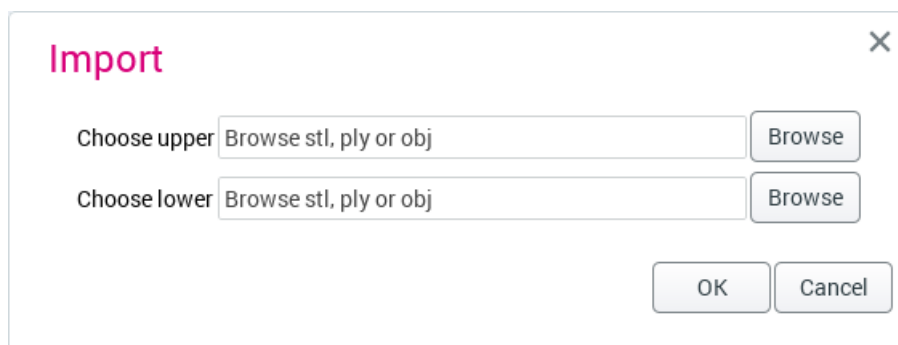 Import
Choose upper Browse stl, ply or obj Browse
Choose lower Browse stl, ply or obj Browse
OK Cancel